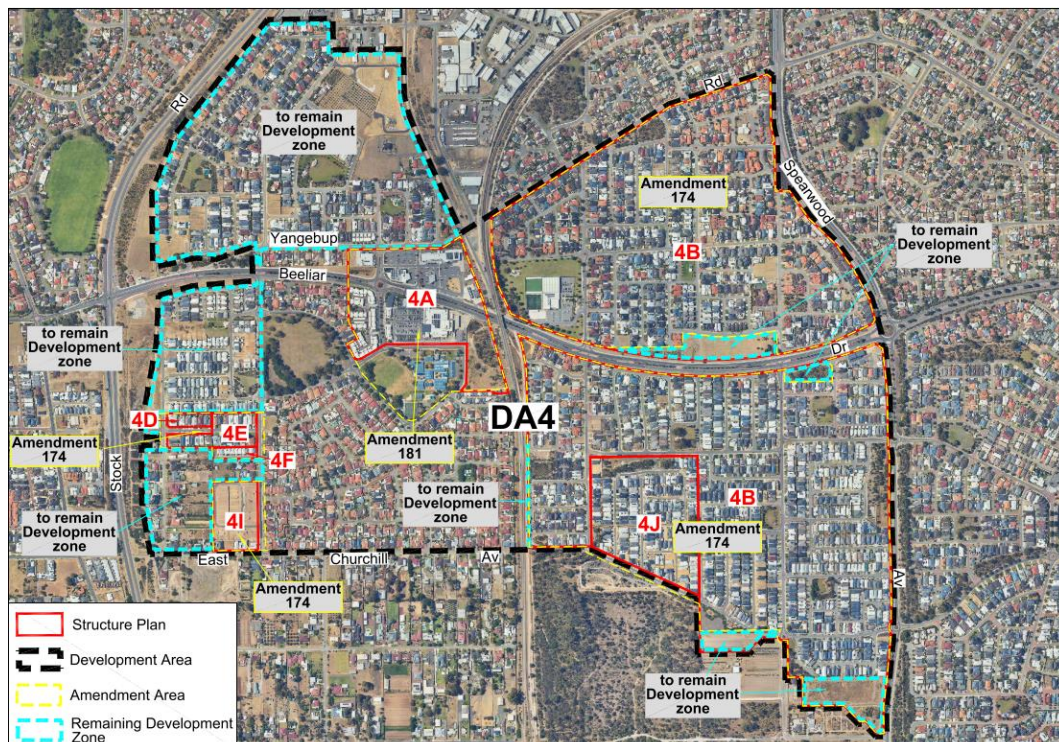 Rd
to remain
Development
zone
Rd
Spearwood
Amendment
174
4B
to remain
Development
zone
Yangebup
Beeliar
4A
to remain
Development
zone
Dr
DA4
4D
4E
Amendment
174
4F
Amendment
181
Stock
to remain
Development
zone
4I
to remain
Development
zone
4J
4B
Amendment
174
East
Churchill
Av
Av
Amendment
174
to remain
Development
zone
Structure Plan
Development Area
Amendment Area
Remaining Development
Zone